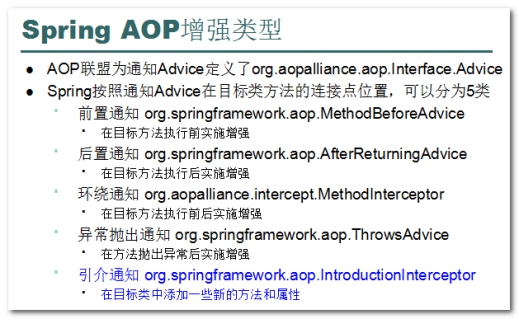 Spring AOP增强类型
AOP联盟为通知Advice定义了org.aopalliance.aop.Interface.Advice
Spring按照通知Advice在目标类方法的连接点位置，可以分为5类
前置通知 org.springframework.aop.MethodBeforeAdvice
在目标方法执行前实施增强
后置通知 org.springframework.aop.AfterReturningAdvice
在目标方法执行后实施增强
环绕通知 org.aopalliance.intercept.MethodInterceptor
在目标方法执行前后实施增强
异常抛出通知 org.springframework.aop.ThrowsAdvice
在方法抛出异常后实施增强
引介通知 org.springframework.aop.IntroductionInterceptor
在目标类中添加一些新的方法和属性